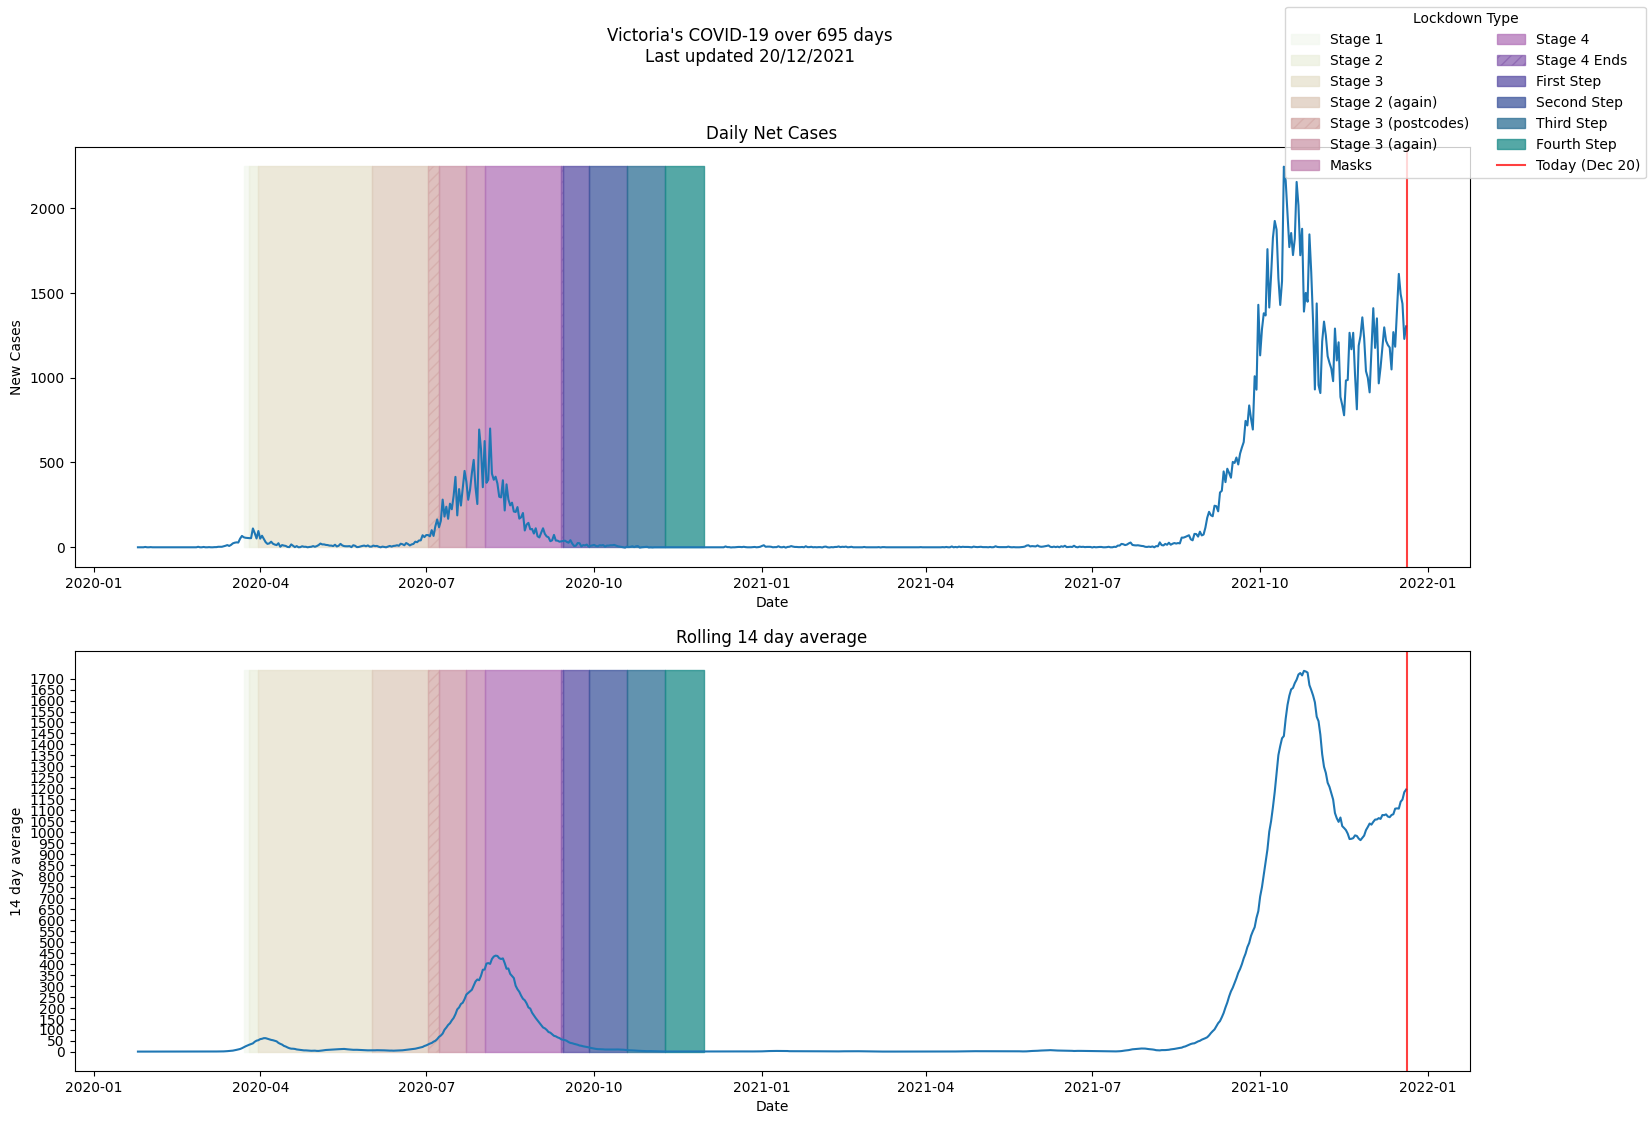 Victoria's COVID-19 over 695 days
Last updated 20/12/2021
Lockdown Type
Stage 1
Stage 2
Stage 3
Stage 2 (again)
Stage 3 (postcodes)
Stage 3 (again)
Masks
Stage 4
Stage 4 Ends
First Step
Second Step
Third Step
Fourth Step
Today (Dec 20)
Daily Net Cases
New Cases
2000
1500
1000
500
0
2020-01
2020-04
2020-07
2020-10
2021-01
2021-04
2021-07
2021-10
2022-01
Date
Rolling 14 day average
14 day average
1700
1650
1600
1550
1500
1450
1400
1350
1300
1250
1200
1150
1100
1050
1000
950
900
850
800
750
700
650
600
550
500
450
400
350
300
250
200
150
100
50
0
2020-01
2020-04
2020-07
2020-10
2021-01
2021-04
2021-07
2021-10
2022-01
Date